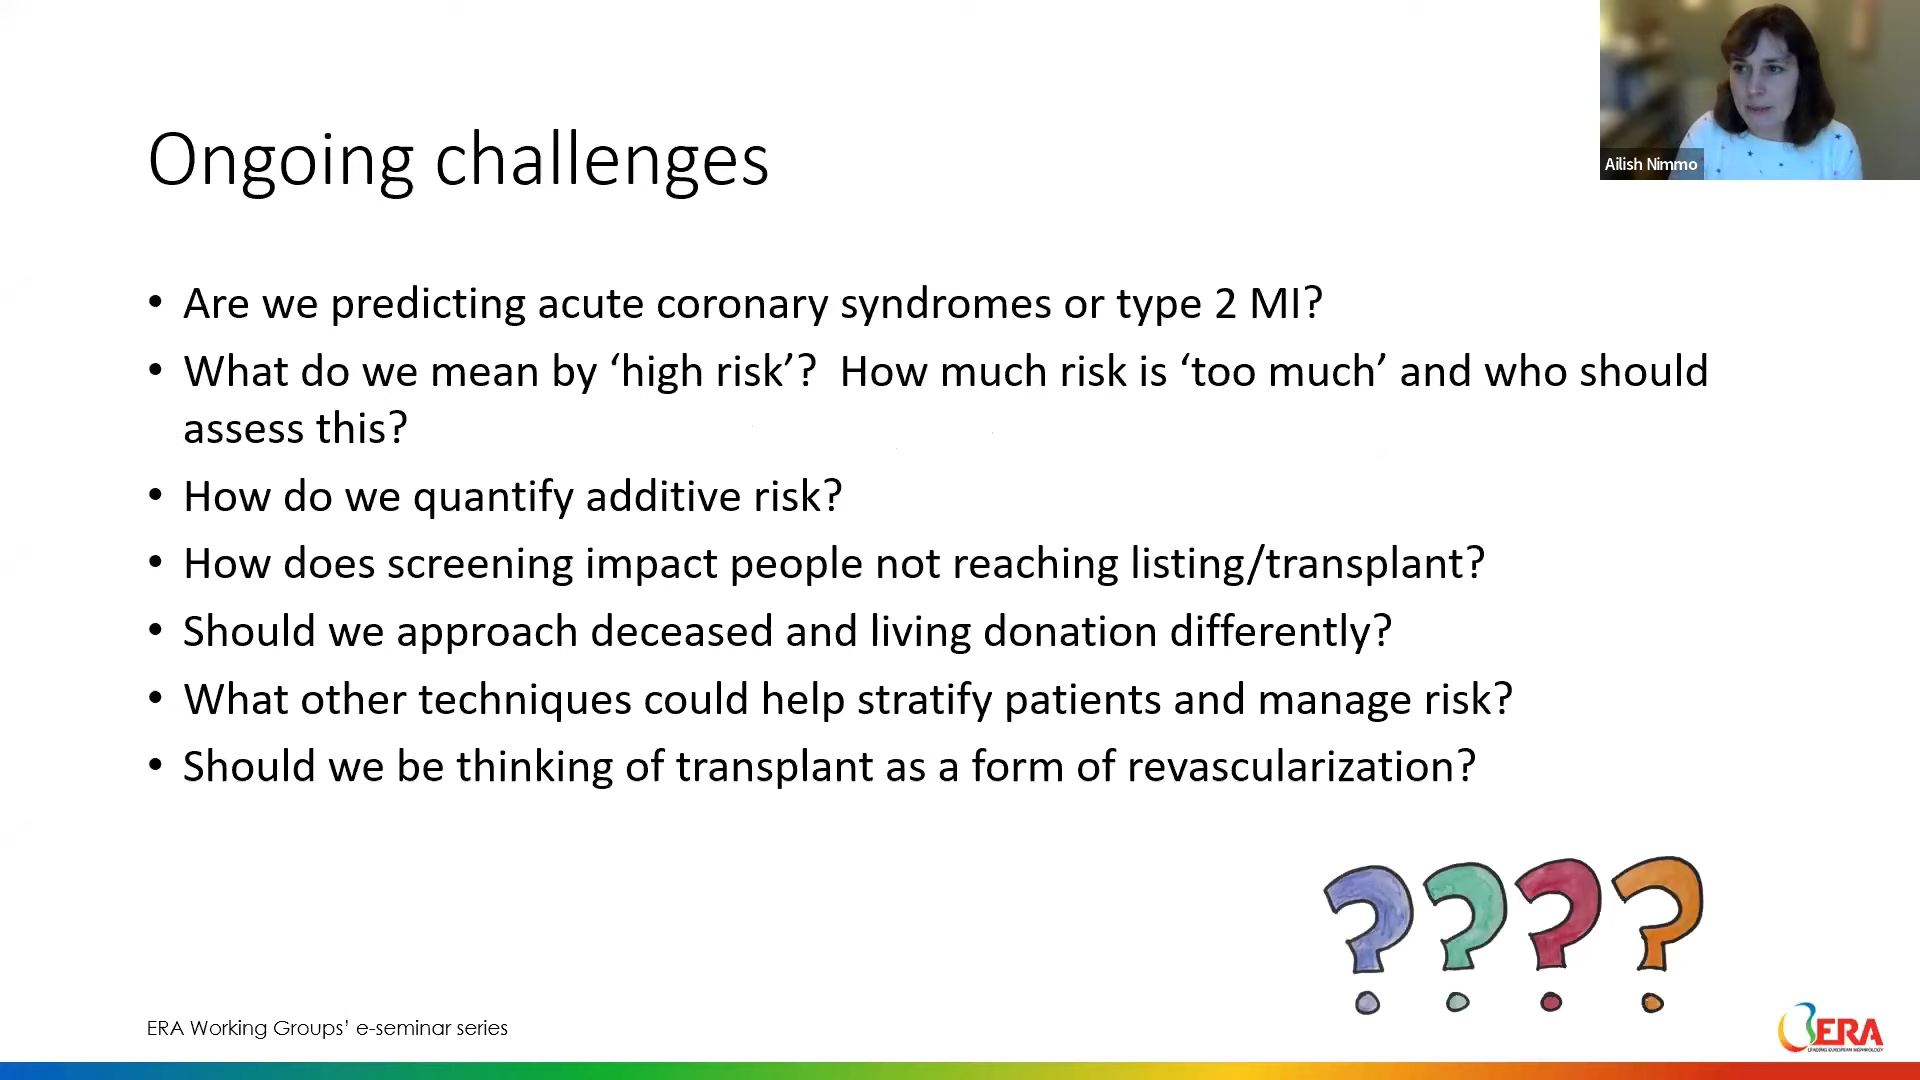 Ailish Nimmo
Ongoing challenges
• Are we predicting acute coronary syndromes or type 2 MI?
• What do we mean by ‘high risk’?  How much risk is ‘too much’ and who should
assess this?
• How do we quantify additive risk?
• How does screening impact people not reaching listing/transplant?
• Should we approach deceased and living donation differently?
• What other techniques could help stratify patients and manage risk?
• Should we be thinking of transplant as a form of revascularization?
? ? ? ?
ERA Working Groups’ e-seminar series
ERA
LEADING EUROPEAN NEPHROLOGY